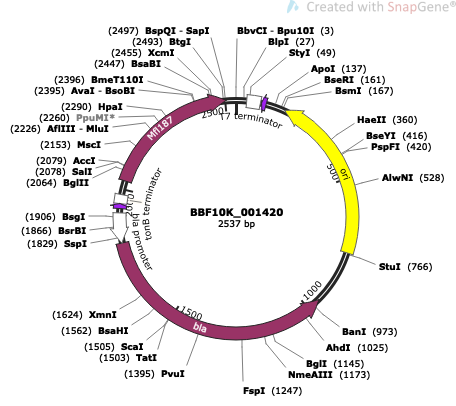 Created with SnapGene®
(2497) BspQI - SapI
(2493) BtgI
(2455) XcmI
(2447) BsaBI
(2396) BmeT110I
(2395) AvaI - BsoBI
(2290) HpaI
(2260) PpuMI*
(2226) AflIII - MluI
(2153) MscI
(2079) AccI
(2078) SalI
(2064) BglII
(1906) BsgI
(1866) BsrBI
(1829) SspI
(1624) XmnI
(1562) BsaHI
(1505) ScaI
(1503) TatI
(1395) PvuI
BbvCI - Bpu10I (3)
BlpI (27)
StyI (49)
ApoI (137)
BseRI (161)
BsmI (167)
HaeII (360)
BseYI (416)
PspFI (420)
AlwNI (528)
StuI (766)
BanI (973)
AhdI (1025)
BglI (1145)
NmeAIII (1173)
FspI (1247)
T7 terminator
ori
bla
bla promoter
tonB terminator
Mfl187
500
1000
1500
2000
2500
BBF10K_001420
2537 bp